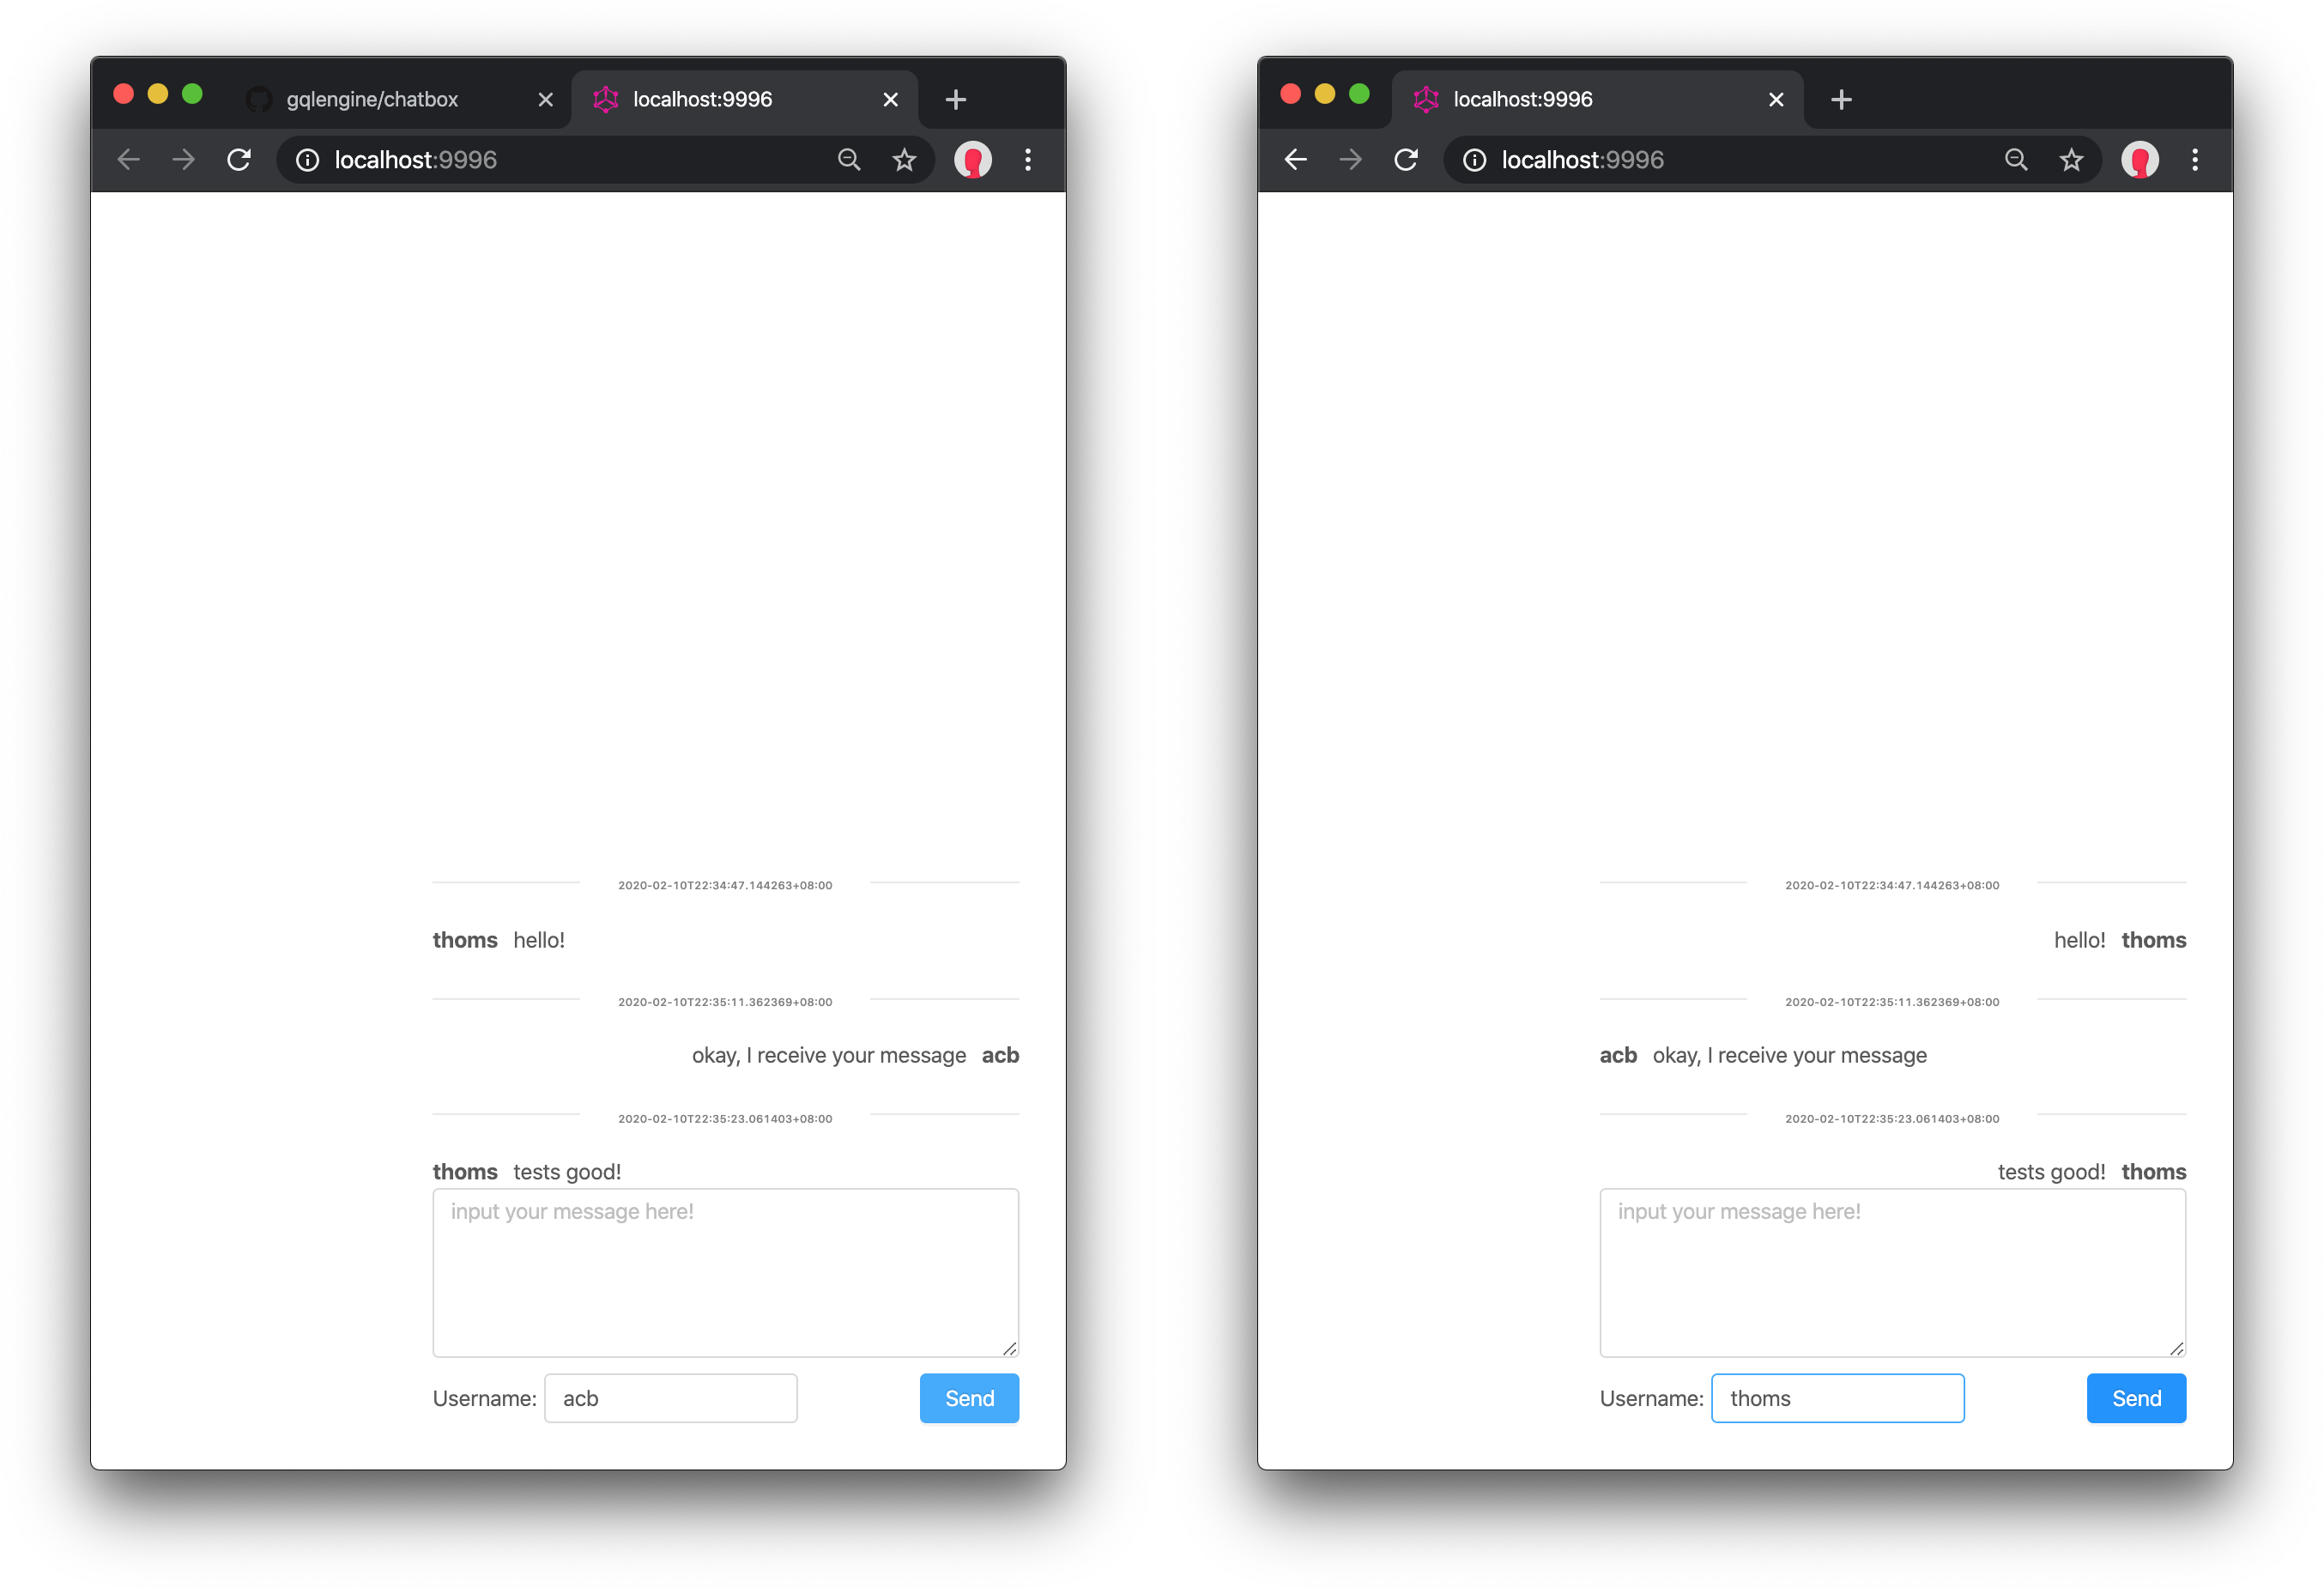 gqlengine/chatbox
localhost:9996
localhost:9996
2020-02-10T22:34:47.144263+08:00
thoms hello!
2020-02-10T22:35:11.362369+08:00
okay, I receive your message acb
2020-02-10T22:35:23.061403+08:00
thoms tests good!
input your message here!
Username: acb Send
localhost:9996
localhost:9996
2020-02-10T22:34:47.144263+08:00
hello! thoms
2020-02-10T22:35:11.362369+08:00
acb okay, I receive your message
2020-02-10T22:35:23.061403+08:00
tests good! thoms
input your message here!
Username: thoms Send